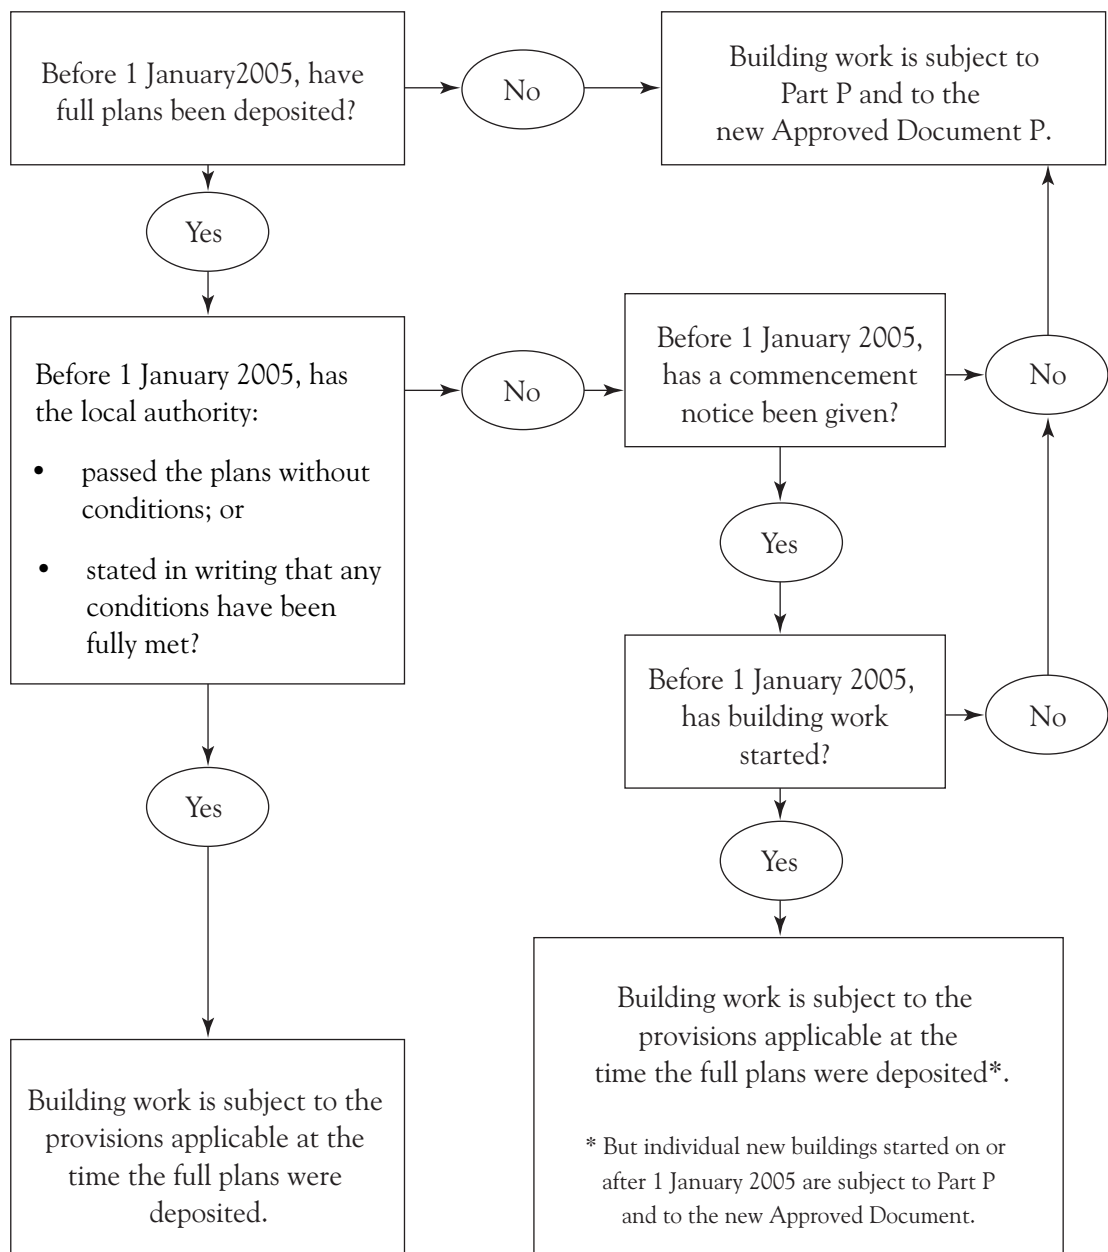 Before 1 January2005, have
full plans been deposited?
No
Building work is subject to
Part P and to the
new Approved Document P.
Yes
Before 1 January 2005, has
the local authority:
• passed the plans without
conditions; or
• stated in writing that any
conditions have been
fully met?
No
Before 1 January 2005,
has a commencement
notice been given?
No
Yes
Before 1 January 2005,
has building work
started?
No
Yes
Yes
Building work is subject to the
provisions applicable at the
time the full plans were
deposited.
Building work is subject to the
provisions applicable at the
time the full plans were deposited*.
* But individual new buildings started on or
after 1 January 2005 are subject to Part P
and to the new Approved Document.